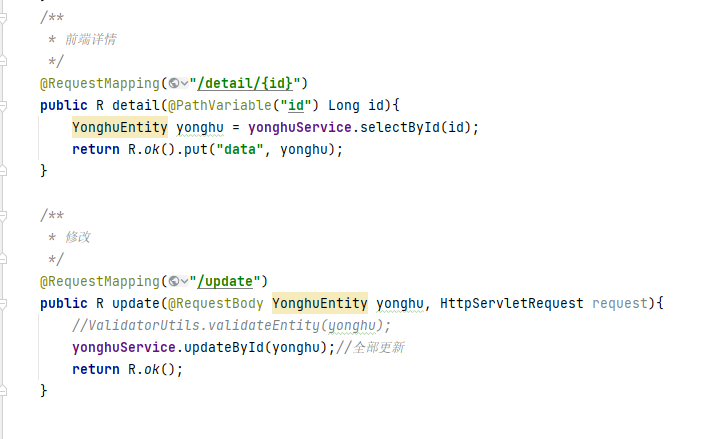 /**
 * 前端详情
 */
@RequestMapping("/detail/{id}")
public R detail(@PathVariable("id") Long id){
    YonghuEntity yonghu = yonghuService.selectById(id);
    return R.ok().put("data", yonghu);
}
/**
 * 修改
 */
@RequestMapping("/update")
public R update(@RequestBody YonghuEntity yonghu, HttpServletRequest request){
    //ValidatorUtils.validateEntity(yonghu);
    yonghuService.updateById(yonghu);//全部更新
    return R.ok();
}